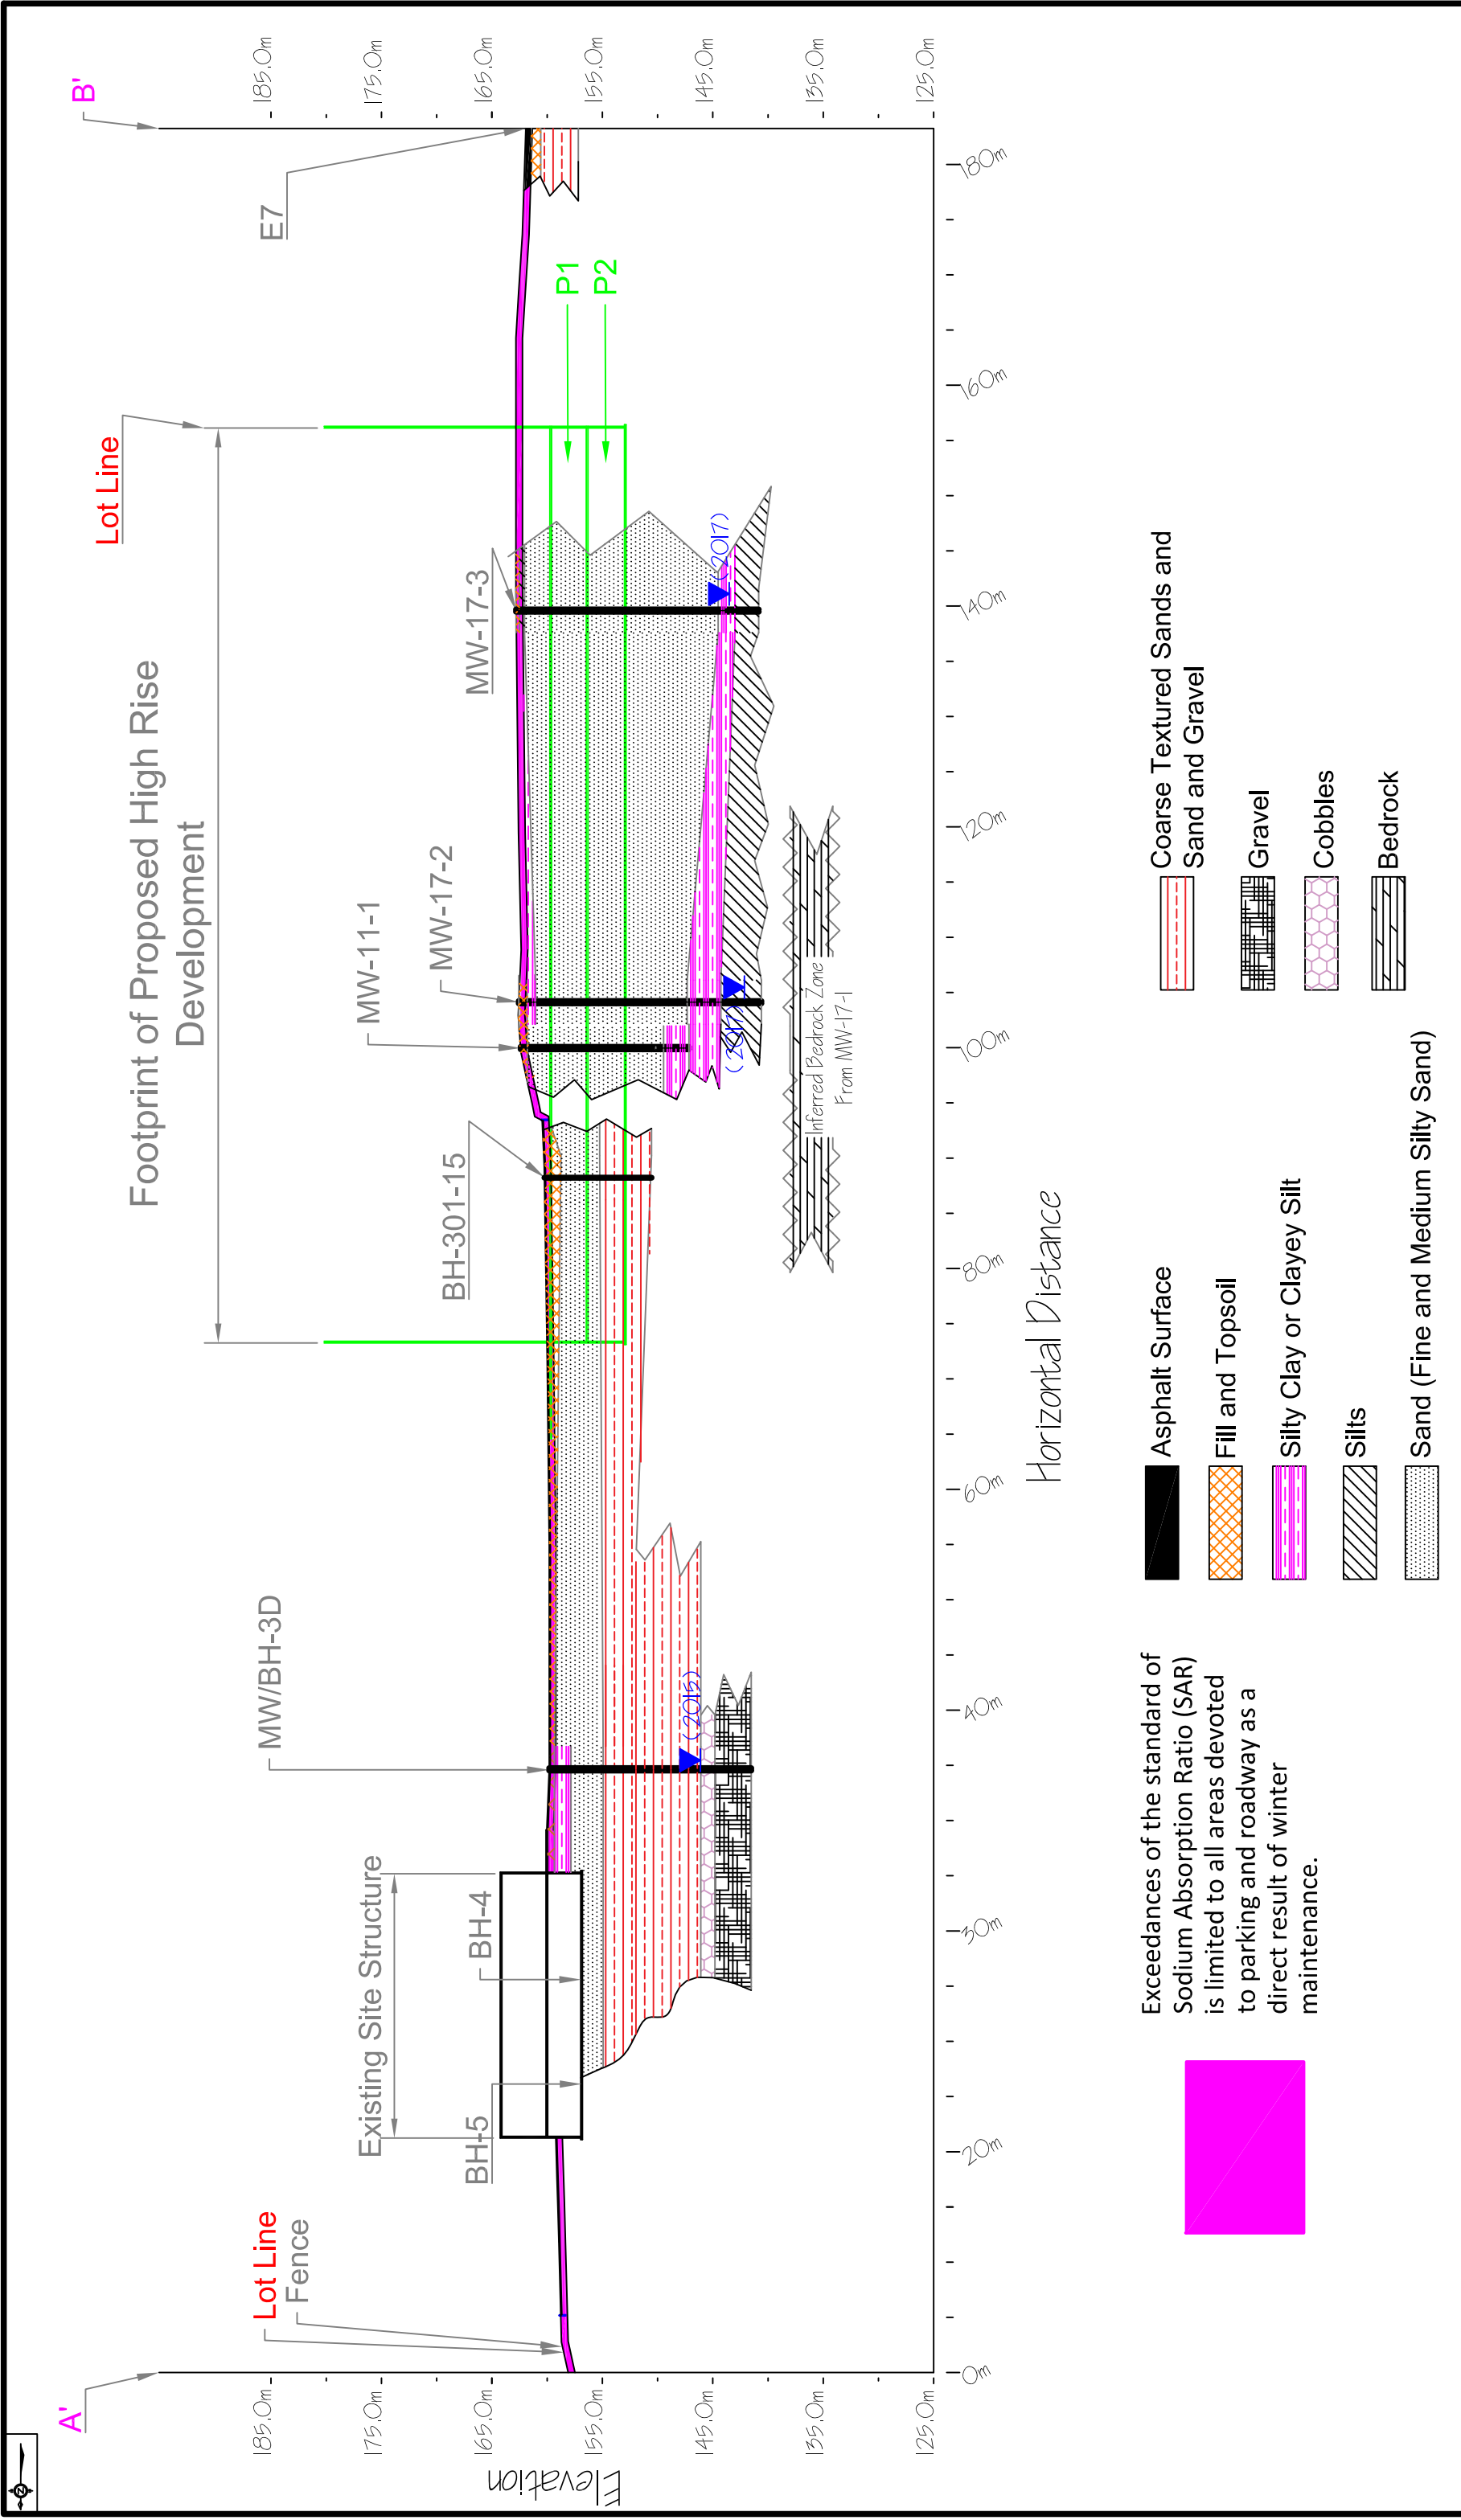 A'
B'
Lot Line
Fence
Existing Site Structure
BH-5
BH-4
MW/BH-3D
Footprint of Proposed High Rise
Development
BH-301-15
MW-11-1
MW-17-2
MW-17-3
Lot Line
E7
P1
P2
Elevation
185.0m
175.0m
165.0m
155.0m
145.0m
135.0m
125.0m
185.0m
175.0m
165.0m
155.0m
145.0m
135.0m
125.0m
(2015)
(2017)
(2017)
Inferred Bedrock Zone
From MW-17-1
0m
20m
30m
40m
60m
80m
100m
120m
140m
160m
180m
Horizontal Distance
Exceedances of the standard of
Sodium Absorption Ratio (SAR)
is limited to all areas devoted
to parking and roadway as a
direct result of winter
maintenance.
Asphalt Surface
Fill and Topsoil
Silty Clay or Clayey Silt
Silts
Sand (Fine and Medium Silty Sand)
Coarse Textured Sands and
Sand and Gravel
Gravel
Cobbles
Bedrock